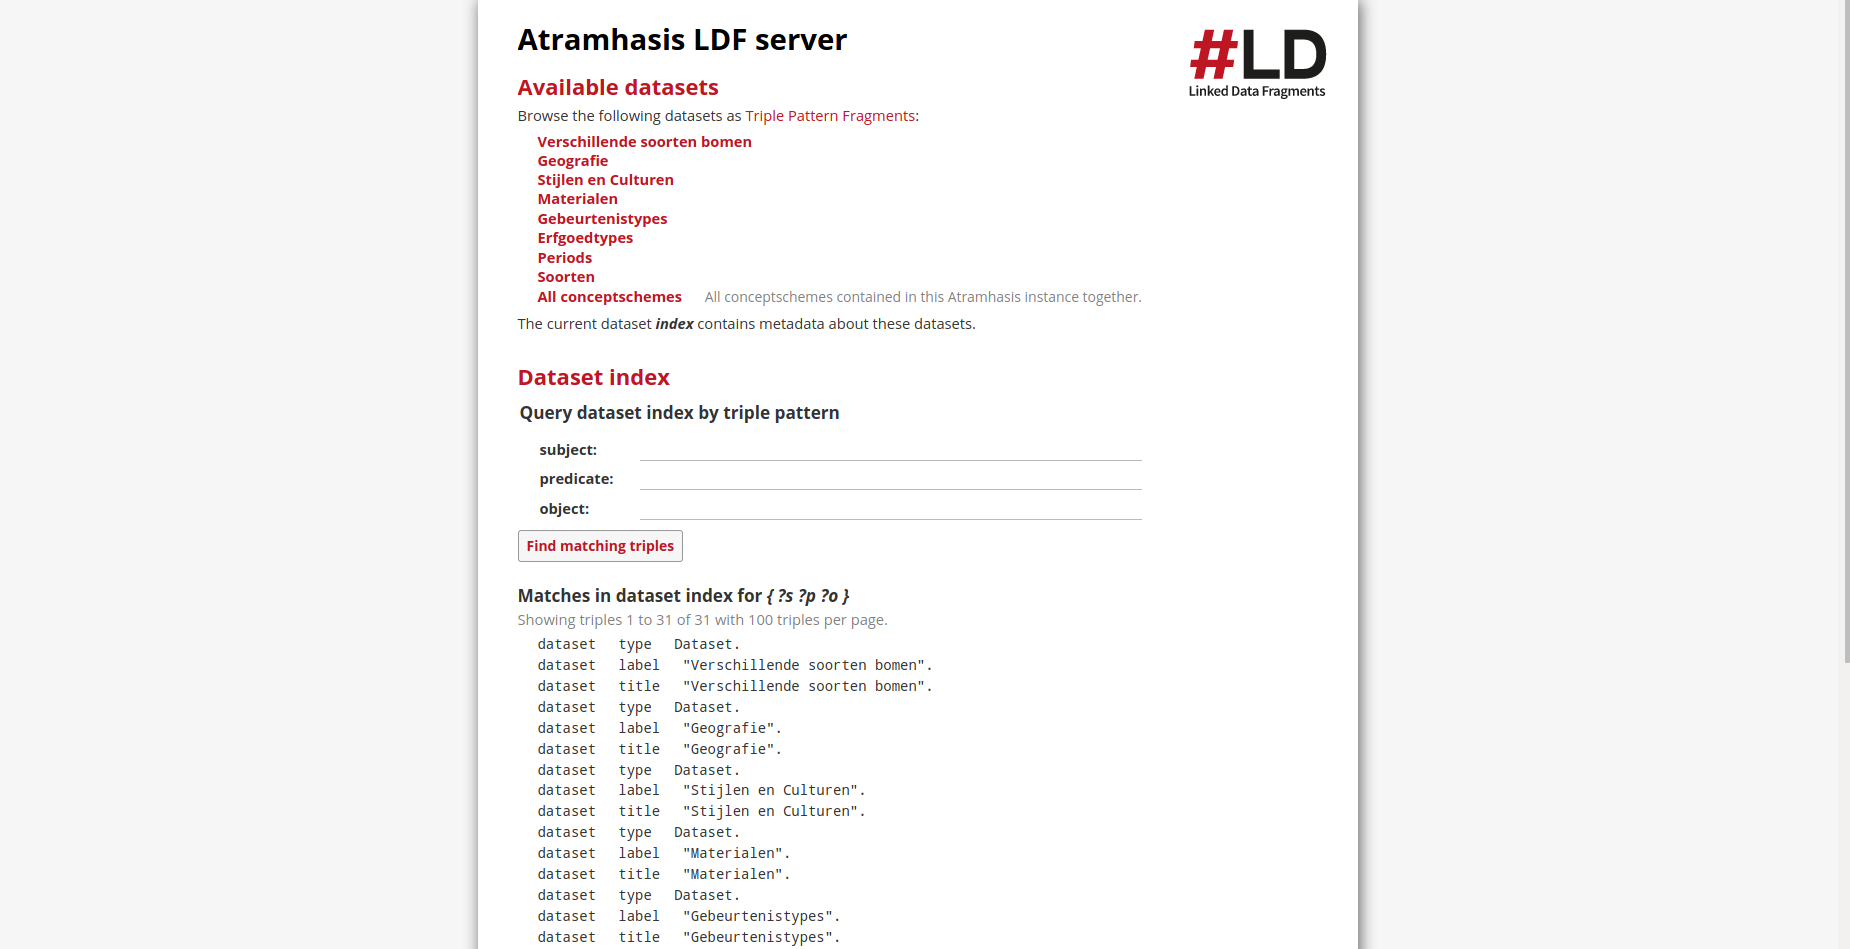 Atramhasis LDF server
#LD
Linked Data Fragments
Available datasets
Browse the following datasets as Triple Pattern Fragments:
Verschillende soorten bomen
Geografie
Stijlen en Culturen
Materialen
Gebeurtenistypes
Erfgoedtypes
Periods
Soorten
All conceptschemes All conceptschemes contained in this Atramhasis instance together.
The current dataset index contains metadata about these datasets.
Dataset index
Query dataset index by triple pattern
subject:
predicate:
object:
Find matching triples
Matches in dataset index for { ?s ?p ?o }
Showing triples 1 to 31 of 31 with 100 triples per page.
dataset type Dataset.
dataset label "Verschillende soorten bomen".
dataset title "Verschillende soorten bomen".
dataset type Dataset.
dataset label "Geografie".
dataset title "Geografie".
dataset type Dataset.
dataset label "Stijlen en Culturen".
dataset title "Stijlen en Culturen".
dataset type Dataset.
dataset label "Materialen".
dataset title "Materialen".
dataset type Dataset.
dataset label "Gebeurtenistypes".
dataset title "Gebeurtenistypes".